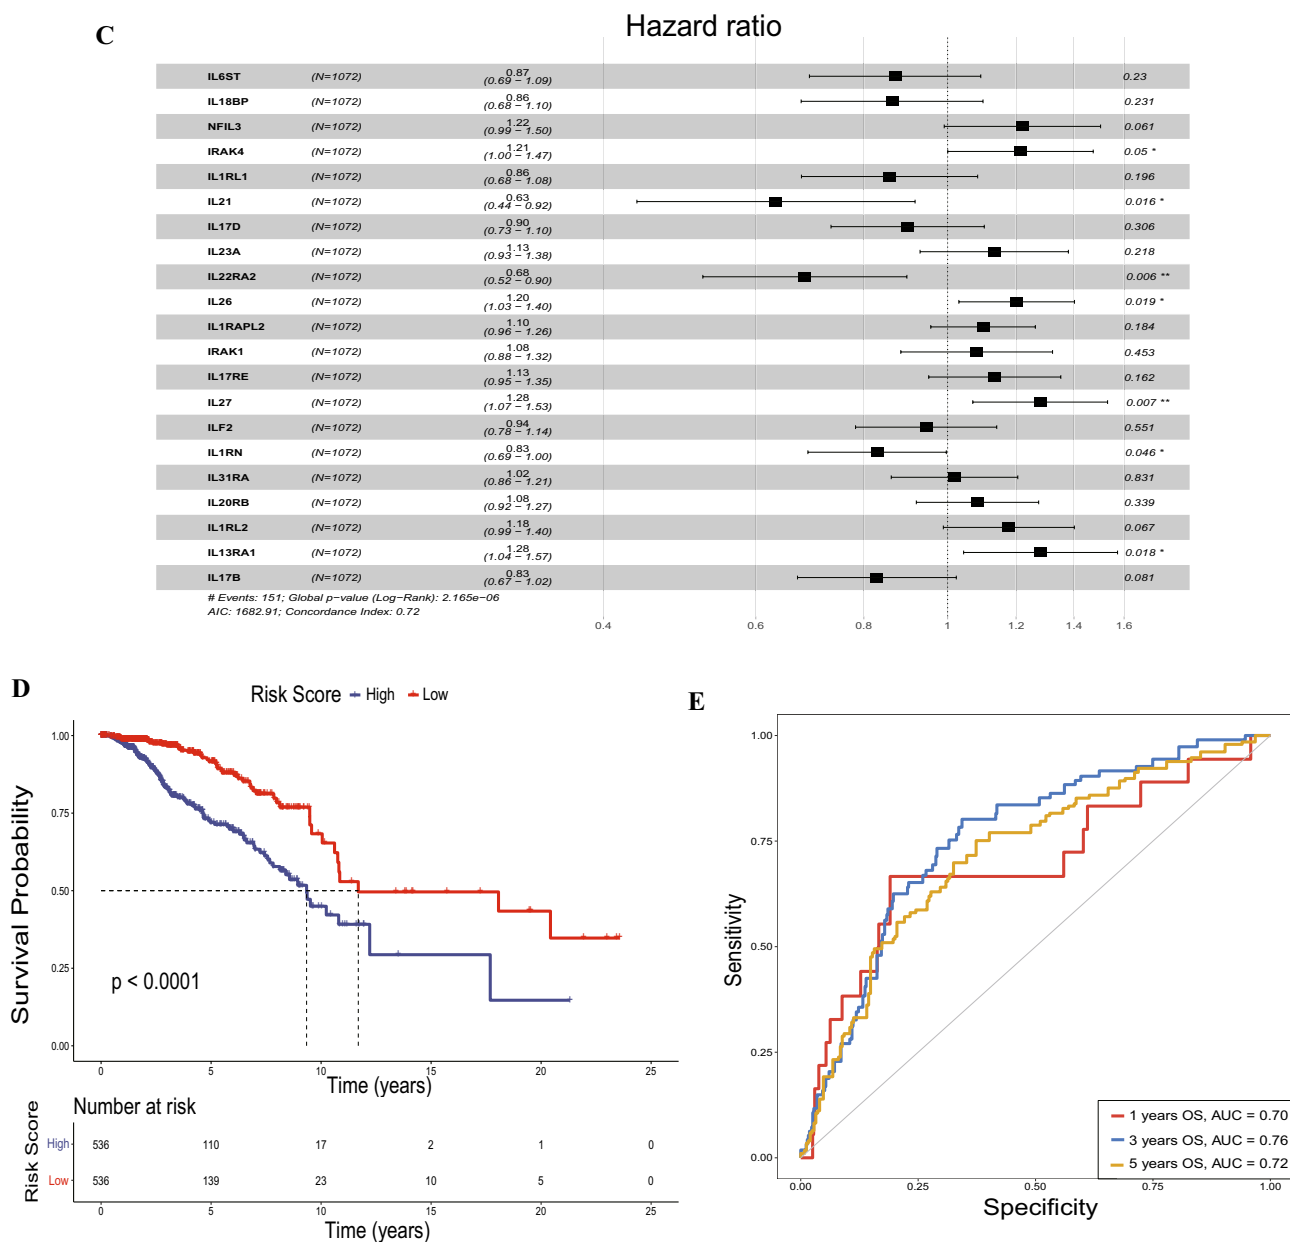 C
Hazard ratio
IL6ST (N=1072) 0.87 (0.69 − 1.09) 0.23
IL18BP (N=1072) 0.86 (0.68 − 1.10) 0.231
NFIL3 (N=1072) 1.22 (0.99 − 1.50) 0.061
IRAK4 (N=1072) 1.21 (1.00 − 1.47) 0.05 *
IL1RL1 (N=1072) 0.86 (0.68 − 1.08) 0.196
IL21 (N=1072) 0.63 (0.44 − 0.92) 0.016 *
IL17D (N=1072) 0.90 (0.73 − 1.10) 0.306
IL23A (N=1072) 1.13 (0.93 − 1.38) 0.218
IL22RA2 (N=1072) 0.68 (0.52 − 0.90) 0.006 **
IL26 (N=1072) 1.20 (1.03 − 1.40) 0.019 *
IL1RAPL2 (N=1072) 1.10 (0.96 − 1.26) 0.184
IRAK1 (N=1072) 1.08 (0.88 − 1.32) 0.453
IL17RE (N=1072) 1.13 (0.95 − 1.35) 0.162
IL27 (N=1072) 1.28 (1.07 − 1.53) 0.007 **
ILF2 (N=1072) 0.94 (0.78 − 1.14) 0.551
IL1RN (N=1072) 0.83 (0.69 − 1.00) 0.046 *
IL31RA (N=1072) 1.02 (0.86 − 1.21) 0.831
IL20RB (N=1072) 1.08 (0.92 − 1.27) 0.339
IL1RL2 (N=1072) 1.18 (0.99 − 1.40) 0.067
IL13RA1 (N=1072) 1.28 (1.04 − 1.57) 0.018 *
IL17B (N=1072) 0.83 (0.67 − 1.02) 0.081
# Events: 151; Global p−value (Log−Rank): 2.165e−06
AIC: 1682.91; Concordance Index: 0.72
0.4 0.6 0.8 1 1.2 1.4 1.6
D
Risk Score High Low
Survival Probability
1.00
0.75
0.50
0.25
0.00
p < 0.0001
0 5 10 15 20 25
Time (years)
Number at risk
Risk Score
High 536 110 17 2 1 0
Low 536 139 23 10 5 0
0 5 10 15 20 25
Time (years)
E
Sensitivity
1.00
0.75
0.50
0.25
0.00
1 years OS, AUC = 0.70
3 years OS, AUC = 0.76
5 years OS, AUC = 0.72
0.00 0.25 0.50 0.75 1.00
Specificity